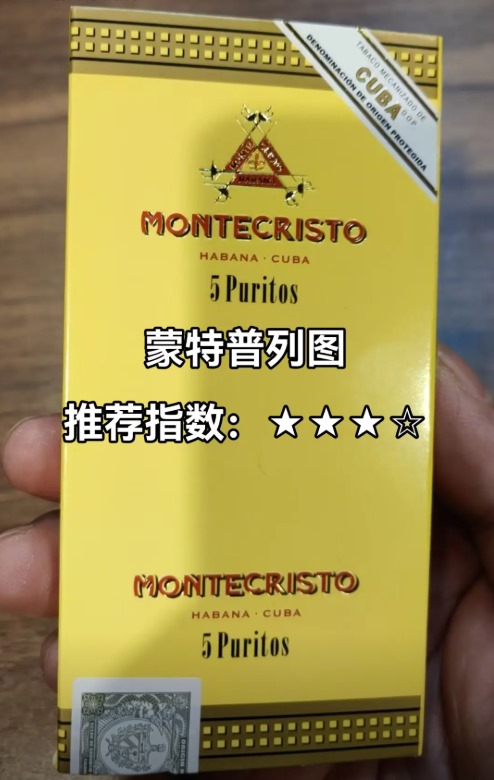 TABACO MECANIZADO DE
CUBA D.O.P
DENOMINACIÓN DE ORIGEN PROTEGIDA
MONTECRISTO
HABANA · CUBA
5 Puritos
蒙特普列图
推荐指数：★★★☆
MONTECRISTO
HABANA · CUBA
5 Puritos